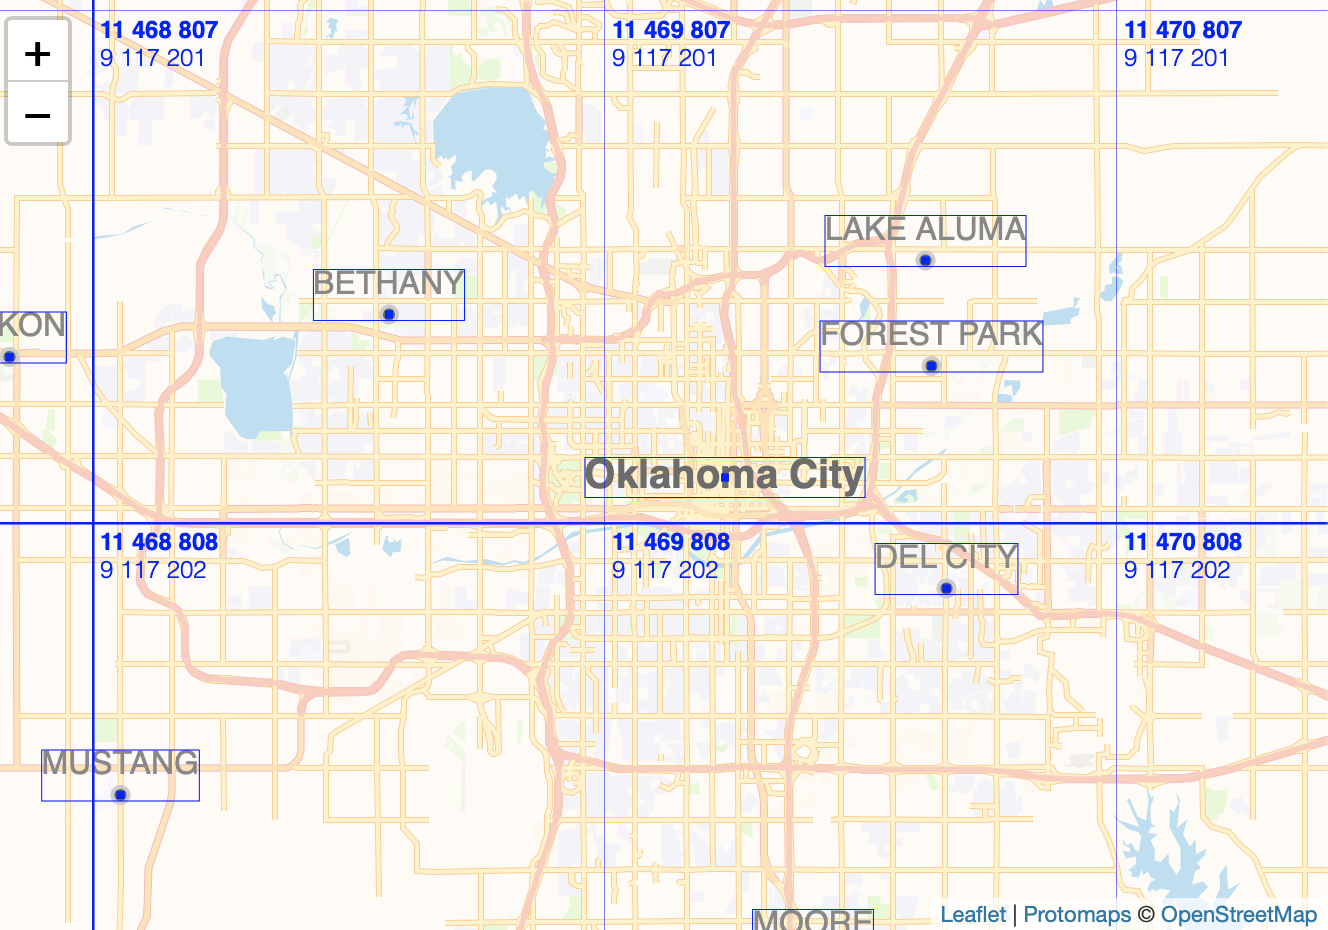 +
−
11 468 807
9 117 201
11 469 807
9 117 201
11 470 807
9 117 201
LAKE ALUMA
BETHANY
KON
FOREST PARK
Oklahoma City
11 468 808
9 117 202
11 469 808
9 117 202
11 470 808
9 117 202
DEL CITY
MUSTANG
MOORE
Leaflet | Protomaps © OpenStreetMap